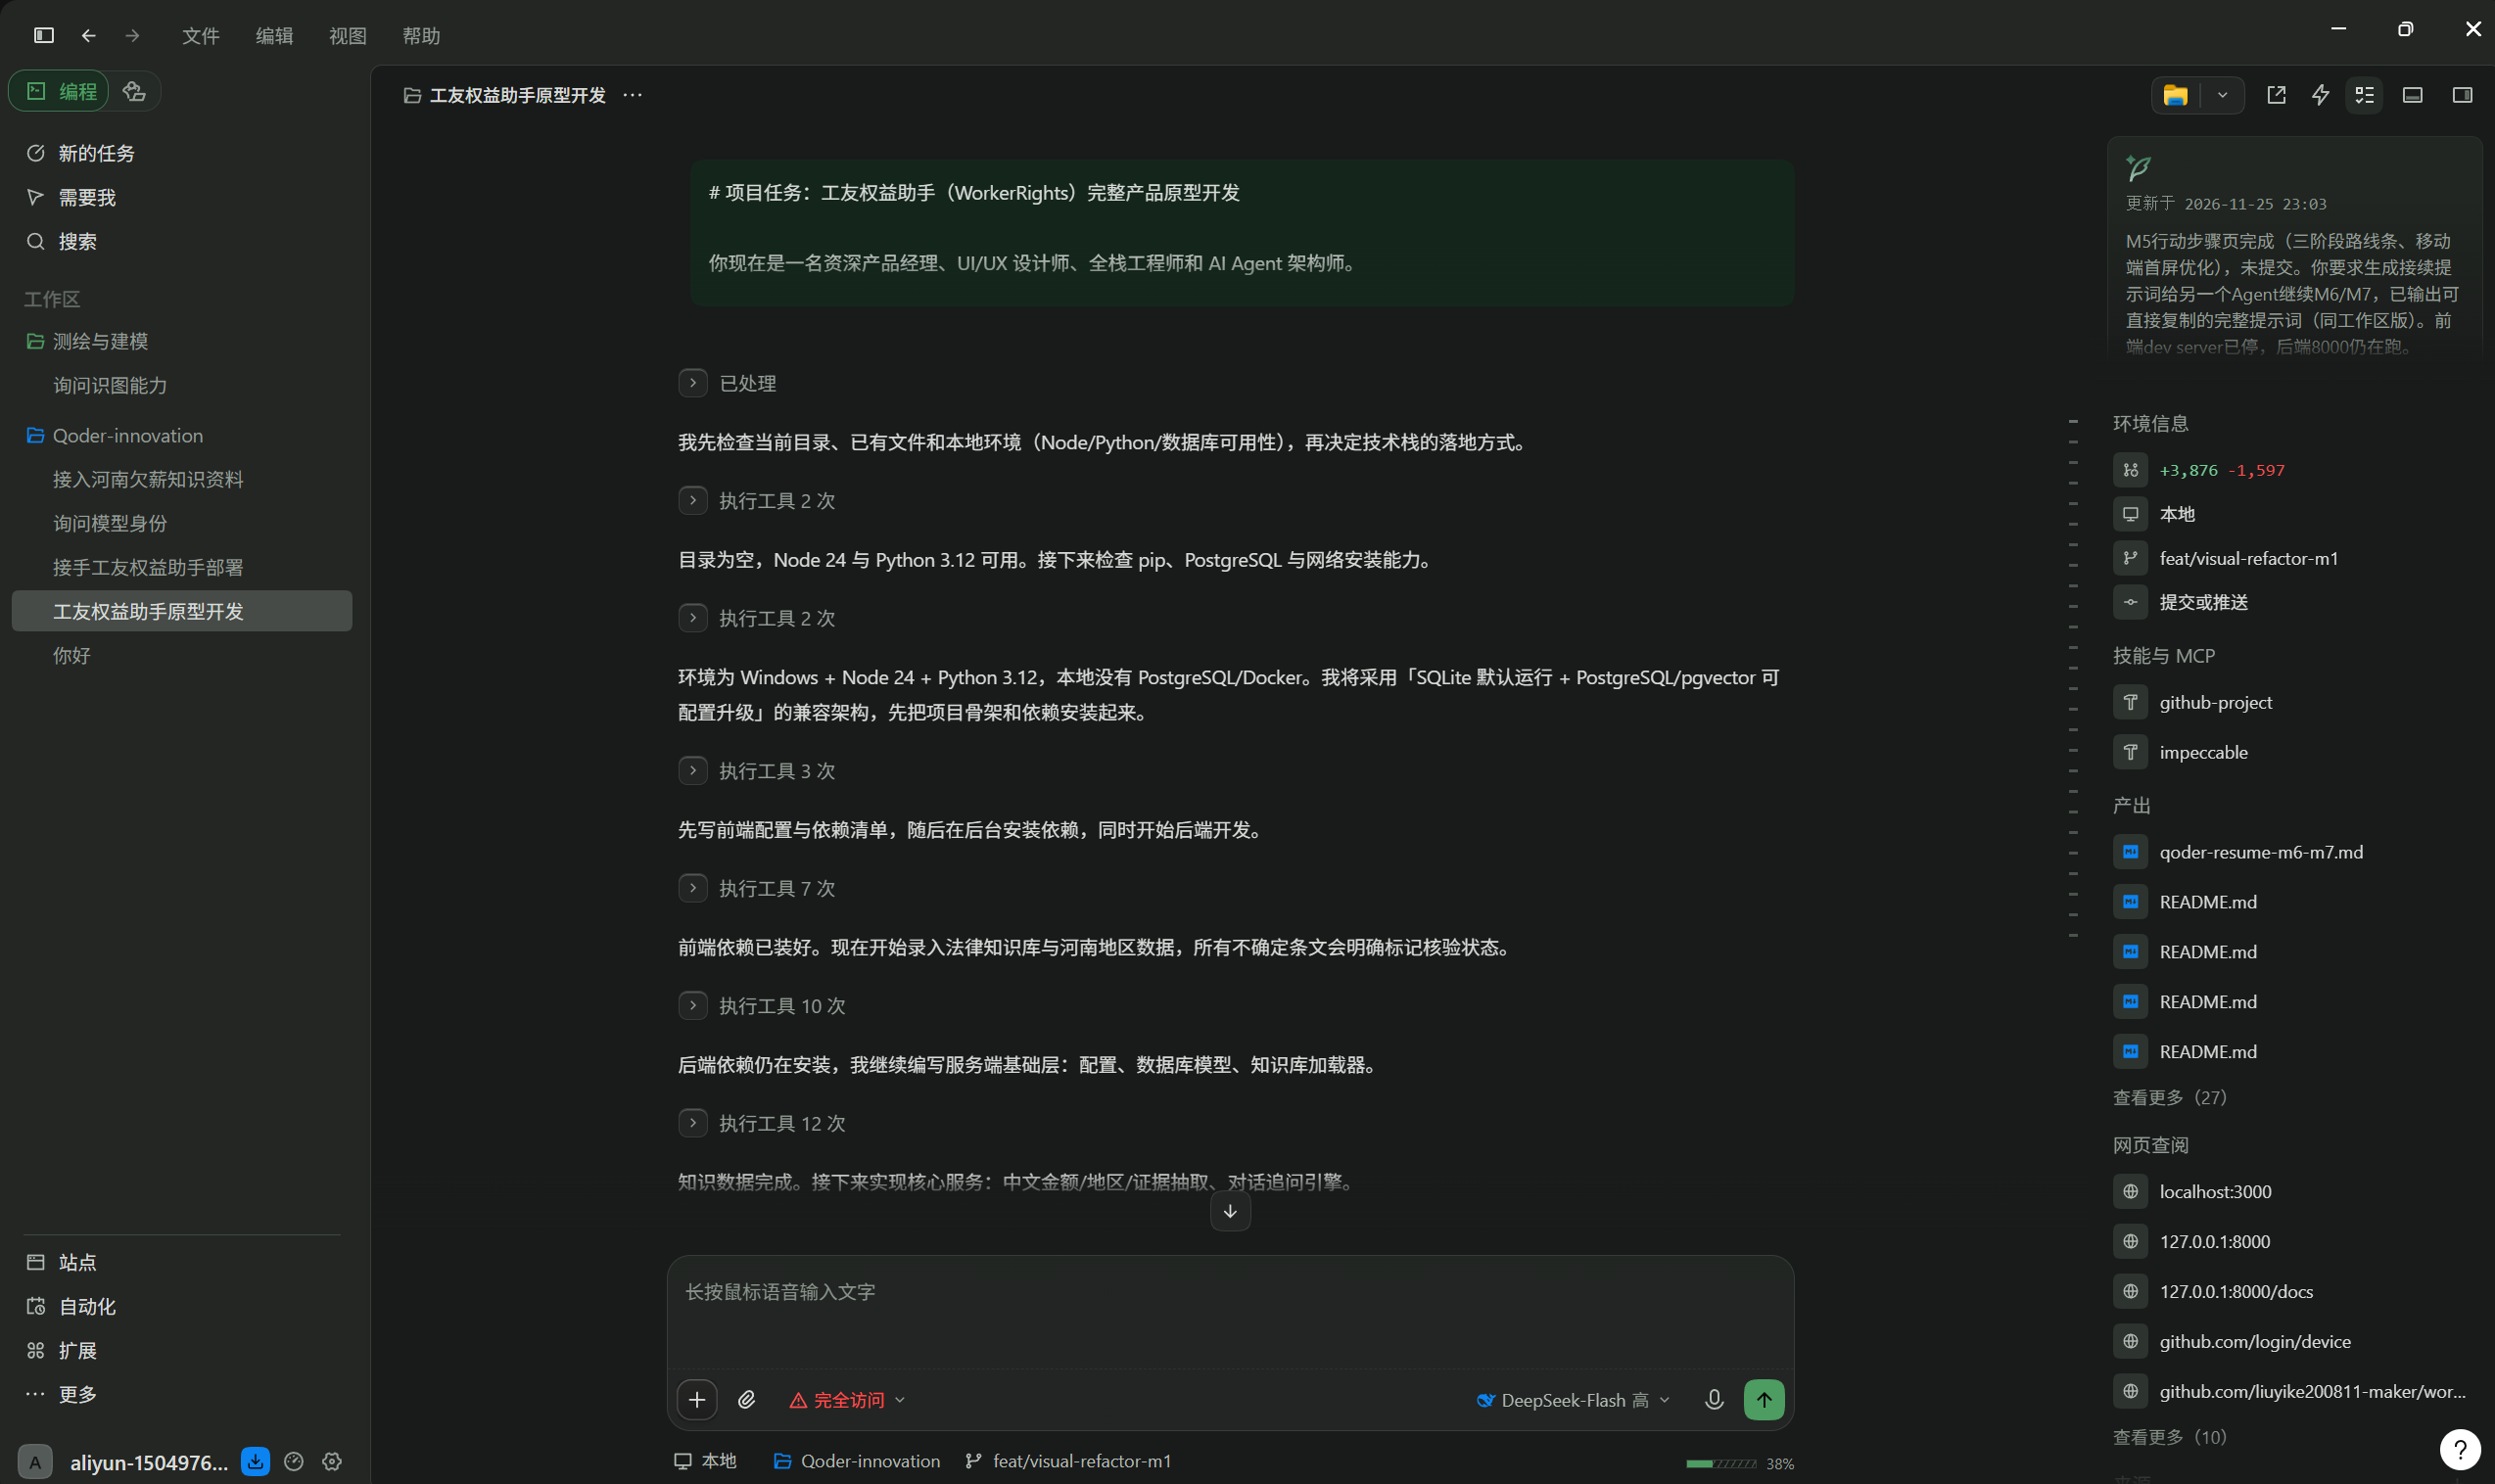 文件 编辑 视图 帮助
编程
新的任务
需要我
搜索
工作区
测绘与建模
询问识图能力
Qoder-innovation
接入河南欠薪知识资料
询问模型身份
接手工友权益助手部署
工友权益助手原型开发
你好
站点
自动化
扩展
更多
A aliyun-1504976...
工友权益助手原型开发 ···
# 项目任务：工友权益助手（WorkerRights）完整产品原型开发
你现在是一名资深产品经理、UI/UX 设计师、全栈工程师和 AI Agent 架构师。
已处理
我先检查当前目录、已有文件和本地环境（Node/Python/数据库可用性），再决定技术栈的落地方式。
执行工具 2 次
目录为空，Node 24 与 Python 3.12 可用。接下来检查 pip、PostgreSQL 与网络安装能力。
执行工具 2 次
环境为 Windows + Node 24 + Python 3.12，本地没有 PostgreSQL/Docker。我将采用「SQLite 默认运行 + PostgreSQL/pgvector 可
配置升级」的兼容架构，先把项目骨架和依赖安装起来。
执行工具 3 次
先写前端配置与依赖清单，随后在后台安装依赖，同时开始后端开发。
执行工具 7 次
前端依赖已装好。现在开始录入法律知识库与河南地区数据，所有不确定条文会明确标记核验状态。
执行工具 10 次
后端依赖仍在安装，我继续编写服务端基础层：配置、数据库模型、知识库加载器。
执行工具 12 次
知识数据完成。接下来实现核心服务：中文金额/地区/证据抽取、对话追问引擎。
长按鼠标语音输入文字
完全访问
DeepSeek-Flash 高
本地 Qoder-innovation feat/visual-refactor-m1
38%
更新于 2026-11-25 23:03
M5行动步骤页完成（三阶段路线条、移动
端首屏优化），未提交。你要求生成接续提
示词给另一个Agent继续M6/M7，已输出可
直接复制的完整提示词（同工作区版）。前
端dev server已停，后端8000仍在跑。
环境信息
+3,876 -1,597
本地
feat/visual-refactor-m1
提交或推送
技能与 MCP
github-project
impeccable
产出
qoder-resume-m6-m7.md
README.md
README.md
README.md
README.md
查看更多（27）
网页查阅
localhost:3000
127.0.0.1:8000
127.0.0.1:8000/docs
github.com/login/device
github.com/liuyike200811-maker/wor...
查看更多（10）
?